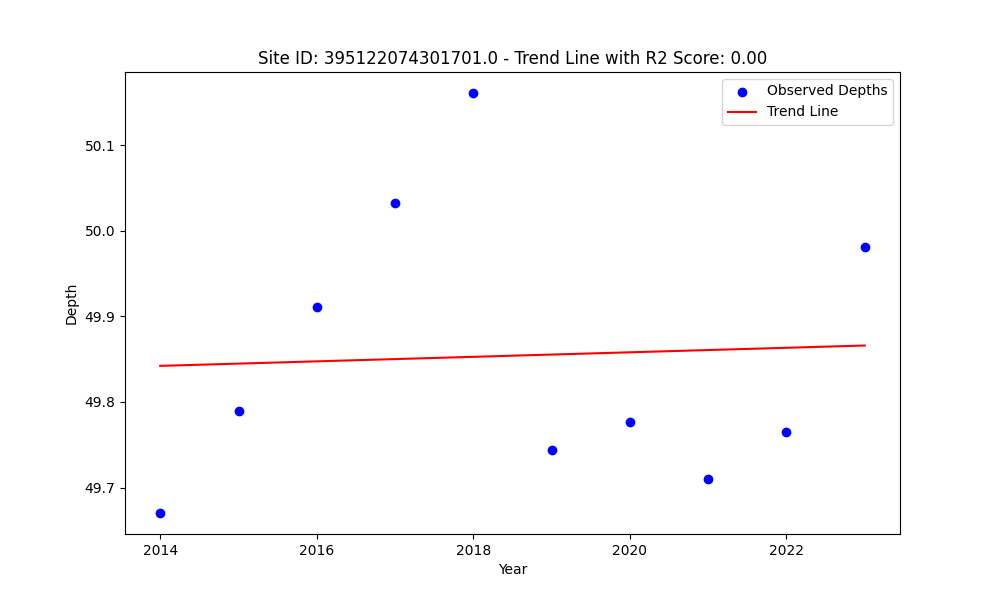 Site ID: 395122074301701.0 - Trend Line with R2 Score: 0.00
Observed Depths
Trend Line
50.1
50.0
49.9
49.8
49.7
Depth
2014
2016
2018
2020
2022
Year